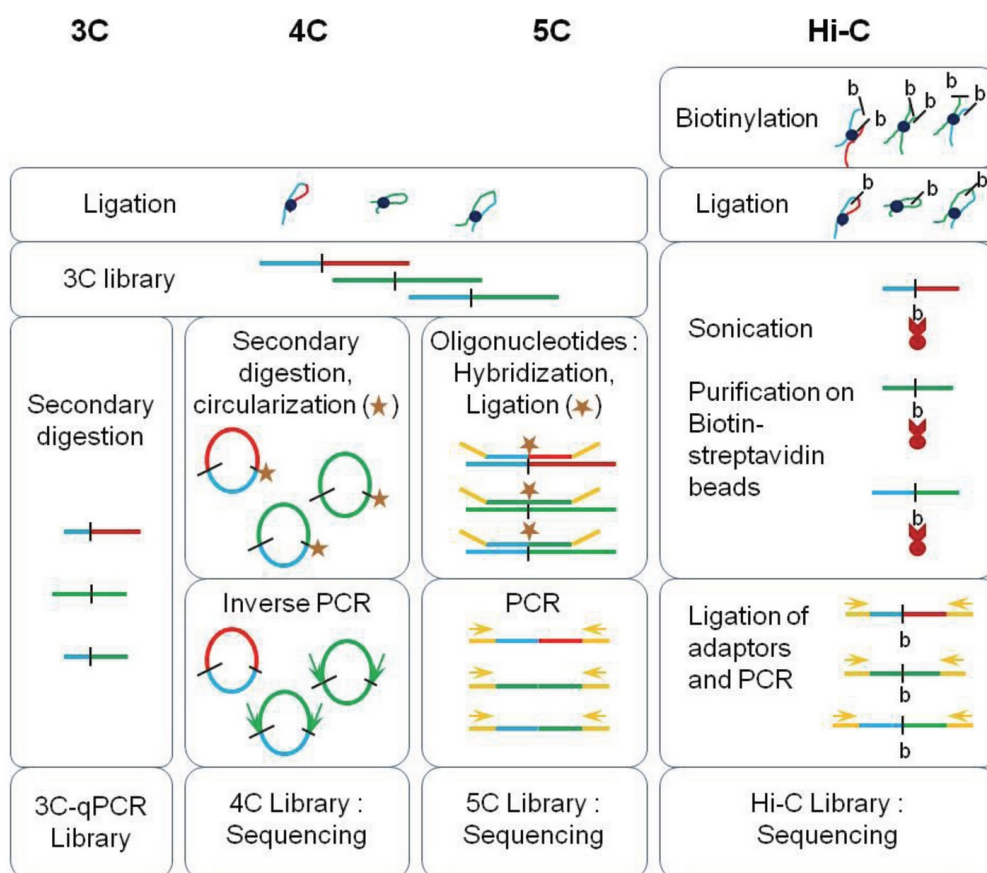 3C
4C
5C
Hi-C
Biotinylation
b
b
b
b
b
b
Ligation
Ligation
b
b
b
3C library
Secondary
digestion
Secondary
digestion,
circularization (★)
Oligonucleotides :
Hybridization,
Ligation (★)
Sonication
Purification on
Biotin-
streptavidin
beads
b
b
b
Inverse PCR
PCR
Ligation of
adaptors
and PCR
b
b
b
3C-qPCR
Library
4C Library :
Sequencing
5C Library :
Sequencing
Hi-C Library :
Sequencing